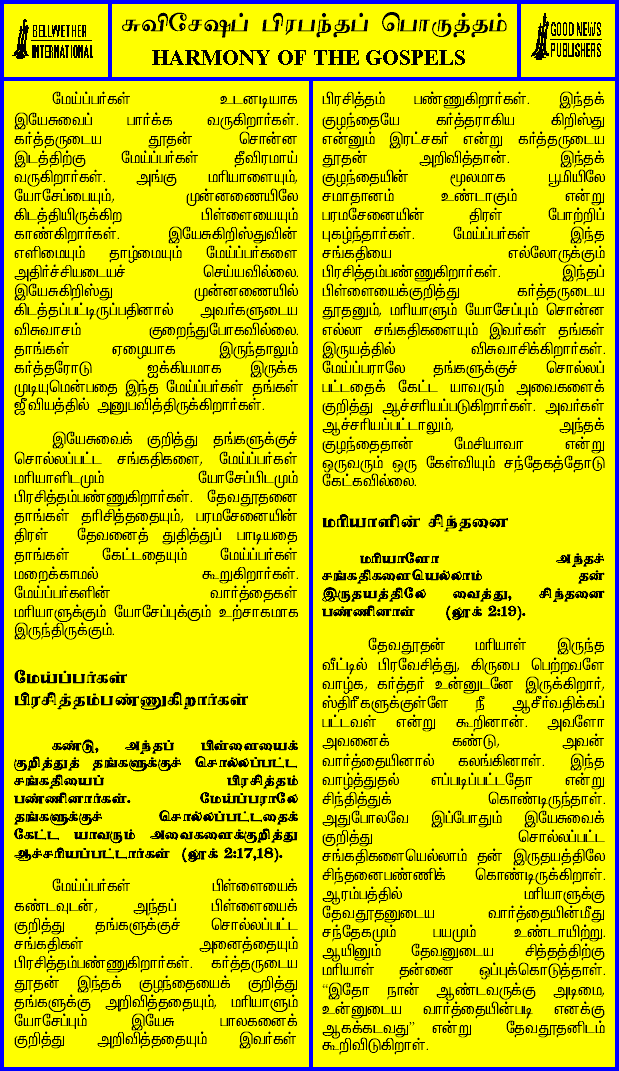 BELLWETHER
INTERNATIONAL
சுவிசேஷப் பிரபந்தப் பொருத்தம்
HARMONY OF THE GOSPELS
GOOD NEWS
PUBLISHERS
மேய்ப்பர்கள் உடனடியாக
இயேசுவைப் பார்க்க வருகிறார்கள்.
கர்த்தருடைய தூதன் சொன்ன
இடத்திற்கு மேய்ப்பர்கள் தீவிரமாய்
வருகிறார்கள். அங்கு மரியாளையும்,
யோசேப்பையும், முன்னணையிலே
கிடத்தியிருக்கிற பிள்ளையையும்
காண்கிறார்கள். இயேசுகிறிஸ்துவின்
எளிமையும் தாழ்மையும் மேய்ப்பர்களை
அதிர்ச்சியடையச் செய்யவில்லை.
இயேசுகிறிஸ்து முன்னணையில்
கிடத்தப்பட்டிருப்பதினால் அவர்களுடைய
விசுவாசம் குறைந்துபோகவில்லை.
தாங்கள் ஏழையாக இருந்தாலும்
கர்த்தரோடு ஐக்கியமாக இருக்க
முடியுமென்பதை இந்த மேய்ப்பர்கள் தங்கள்
ஜீவியத்தில் அனுபவித்திருக்கிறார்கள்.
இயேசுவைக் குறித்து தங்களுக்குச்
சொல்லப்பட்ட சங்கதிகளை, மேய்ப்பர்கள்
மரியாளிடமும் யோசேப்பிடமும்
பிரசித்தம்பண்ணுகிறார்கள். தேவதூதனை
தாங்கள் தரிசித்ததையும், பரமசேனையின்
திரள் தேவனைத் துதித்துப் பாடியதை
தாங்கள் கேட்டதையும் மேய்ப்பர்கள்
மறைக்காமல் கூறுகிறார்கள்.
மேய்ப்பர்களின் வார்த்தைகள்
மரியாளுக்கும் யோசேப்புக்கும் உற்சாகமாக
இருந்திருக்கும்.
மேய்ப்பர்கள்
பிரசித்தம்பண்ணுகிறார்கள்
கண்டு, அந்தப் பிள்ளையைக்
குறித்துத் தங்களுக்குச் சொல்லப்பட்ட
சங்கதியைப் பிரசித்தம்
பண்ணினார்கள். மேய்ப்பராலே
தங்களுக்குச் சொல்லப்பட்டதைக்
கேட்ட யாவரும் அவைகளைக்குறித்து
ஆச்சரியப்பட்டார்கள் (லூக் 2:17,18).
மேய்ப்பர்கள் பிள்ளையைக்
கண்டவுடன், அந்தப் பிள்ளையைக்
குறித்து தங்களுக்குச் சொல்லப்பட்ட
சங்கதிகள் அனைத்தையும்
பிரசித்தம்பண்ணுகிறார்கள். கர்த்தருடைய
தூதன் இந்தக் குழந்தையைக் குறித்து
தங்களுக்கு அறிவித்ததையும், மரியாளும்
யோசேப்பும் இயேசு பாலகனைக்
குறித்து அறிவித்ததையும் இவர்கள்
பிரசித்தம் பண்ணுகிறார்கள். இந்தக்
குழந்தையே கர்த்தராகிய கிறிஸ்து
என்னும் இரட்சகர் என்று கர்த்தருடைய
தூதன் அறிவித்தான். இந்தக்
குழந்தையின் மூலமாக பூமியிலே
சமாதானம் உண்டாகும் என்று
பரமசேனையின் திரள் போற்றிப்
புகழ்ந்தார்கள். மேய்ப்பர்கள் இந்த
சங்கதியை எல்லோருக்கும்
பிரசித்தம்பண்ணுகிறார்கள். இந்தப்
பிள்ளையைக்குறித்து கர்த்தருடைய
தூதனும், மரியாளும் யோசேப்பும் சொன்ன
எல்லா சங்கதிகளையும் இவர்கள் தங்கள்
இருயத்தில் விசுவாசிக்கிறார்கள்.
மேய்ப்பராலே தங்களுக்குச் சொல்லப்
பட்டதைக் கேட்ட யாவரும் அவைகளைக்
குறித்து ஆச்சரியப்படுகிறார்கள். அவர்கள்
ஆச்சரியப்பட்டாலும், அந்தக்
குழந்தைதான் மேசியாவா என்று
ஒருவரும் ஒரு கேள்வியும் சந்தேகத்தோடு
கேட்கவில்லை.
மரியாளின் சிந்தனை
மரியாளோ அந்தச்
சங்கதிகளையெல்லாம் தன்
இருதயத்திலே வைத்து, சிந்தனை
பண்ணினாள் (லூக் 2:19).
தேவதூதன் மரியாள் இருந்த
வீட்டில் பிரவேசித்து, கிருபை பெற்றவளே
வாழ்க, கர்த்தர் உன்னுடனே இருக்கிறார்,
ஸ்திரீகளுக்குள்ளே நீ ஆசீர்வதிக்கப்
பட்டவள் என்று கூறினான். அவளோ
அவனைக் கண்டு, அவன்
வார்த்தையினால் கலங்கினாள். இந்த
வாழ்த்துதல் எப்படிப்பட்டதோ என்று
சிந்தித்துக் கொண்டிருந்தாள்.
அதுபோலவே இப்போதும் இயேசுவைக்
குறித்து சொல்லப்பட்ட
சங்கதிகளையெல்லாம் தன் இருதயத்திலே
சிந்தனைபண்ணிக் கொண்டிருக்கிறாள்.
ஆரம்பத்தில் மரியாளுக்கு
தேவதூதனுடைய வார்த்தையின்மீது
சந்தேகமும் பயமும் உண்டாயிற்று.
ஆயினும் தேவனுடைய சித்தத்திற்கு
மரியாள் தன்னை ஒப்புக்கொடுத்தாள்.
“இதோ நான் ஆண்டவருக்கு அடிமை,
உன்னுடைய வார்த்தையின்படி எனக்கு
ஆகக்கடவது” என்று தேவதூதனிடம்
கூறிவிடுகிறாள்.